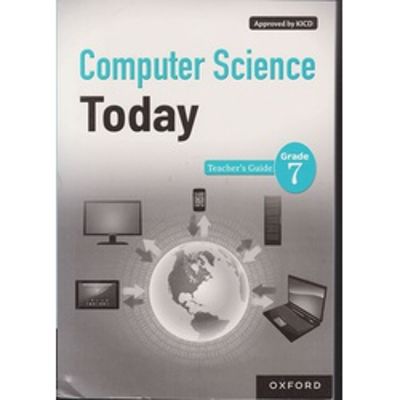 Approved by KICD
Computer Science
Today
Teacher's Guide
Grade
7
OXFORD